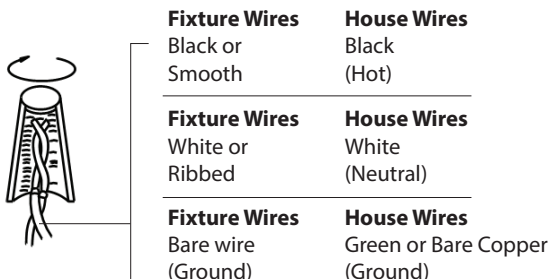 Fixture Wires House Wires
Black or Black
Smooth (Hot)
Fixture Wires House Wires
White or White
Ribbed (Neutral)
Fixture Wires House Wires
Bare wire Green or Bare Copper
(Ground) (Ground)